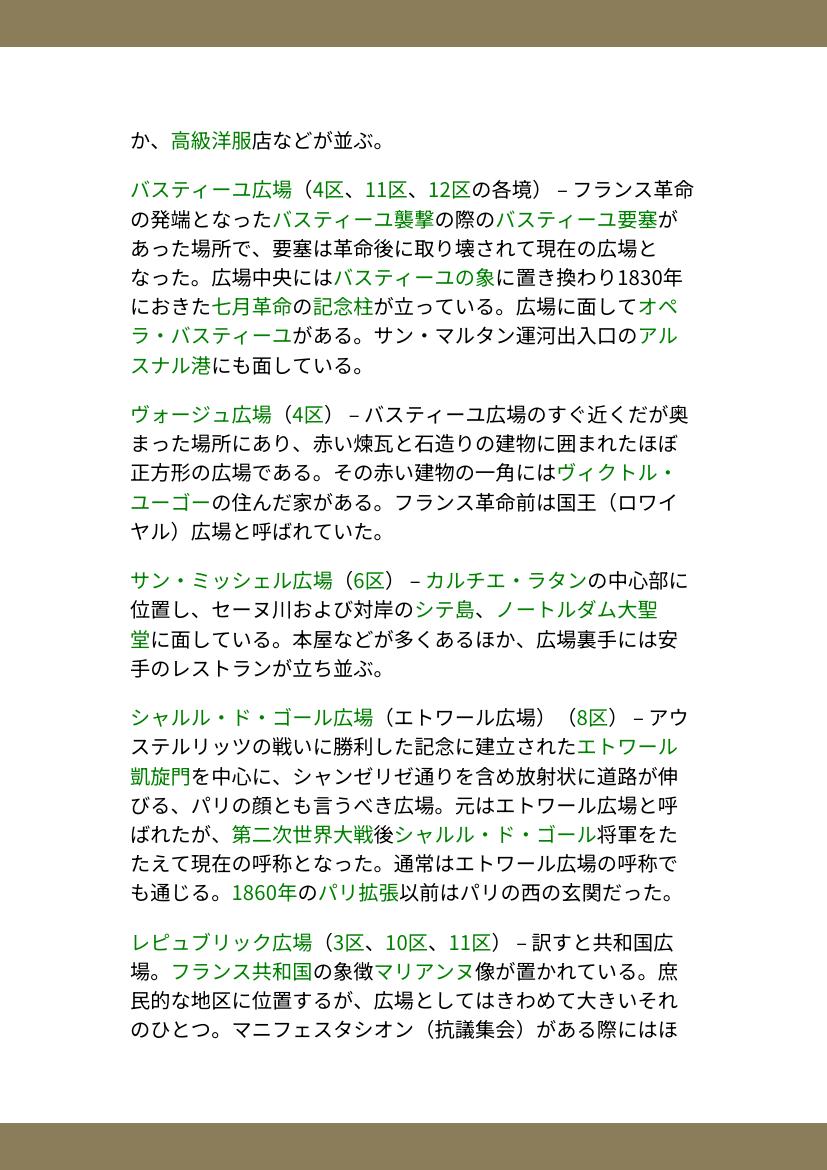 か、高級洋服店などが並ぶ。
バスティーユ広場（4区、11区、12区の各境） – フランス革命
の発端となったバスティーユ襲撃の際のバスティーユ要塞が
あった場所で、要塞は革命後に取り壊されて現在の広場と
なった。広場中央にはバスティーユの象に置き換わり1830年
におきた七月革命の記念柱が立っている。広場に面してオペ
ラ・バスティーユがある。サン・マルタン運河出入口のアル
スナル港にも面している。
ヴォージュ広場（4区） – バスティーユ広場のすぐ近くだが奥
まった場所にあり、赤い煉瓦と石造りの建物に囲まれたほぼ
正方形の広場である。その赤い建物の一角にはヴィクトル・
ユーゴーの住んだ家がある。フランス革命前は国王（ロワイ
ヤル）広場と呼ばれていた。
サン・ミッシェル広場（6区） – カルチエ・ラタンの中心部に
位置し、セーヌ川および対岸のシテ島、ノートルダム大聖
堂に面している。本屋などが多くあるほか、広場裏手には安
手のレストランが立ち並ぶ。
シャルル・ド・ゴール広場（エトワール広場）（8区） – アウ
ステルリッツの戦いに勝利した記念に建立されたエトワール
凱旋門を中心に、シャンゼリゼ通りを含め放射状に道路が伸
びる、パリの顔とも言うべき広場。元はエトワール広場と呼
ばれたが、第二次世界大戦後シャルル・ド・ゴール将軍をた
たえて現在の呼称となった。通常はエトワール広場の呼称で
も通じる。1860年のパリ拡張以前はパリの西の玄関だった。
レピュブリック広場（3区、10区、11区） – 訳すと共和国広
場。フランス共和国の象徴マリアンヌ像が置かれている。庶
民的な地区に位置するが、広場としてはきわめて大きいそれ
のひとつ。マニフェスタシオン（抗議集会）がある際にはほ